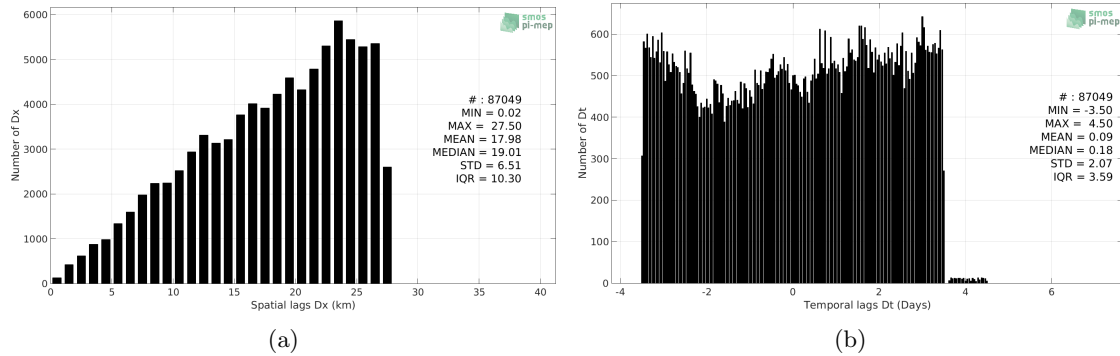 Number of Dx
6000
5000
4000
3000
2000
1000
0
0 5 10 15 20 25 30 35 40
Spatial lags Dx (km)
smos
pi-mep
# : 87049
MIN = 0.02
MAX = 27.50
MEAN = 17.98
MEDIAN = 19.01
STD = 6.51
IQR = 10.30
(a)
Number of Dt
600
500
400
300
200
100
0
-4 -2 0 2 4 6
Temporal lags Dt (Days)
smos
pi-mep
# : 87049
MIN = -3.50
MAX = 4.50
MEAN = 0.09
MEDIAN = 0.18
STD = 2.07
IQR = 3.59
(b)